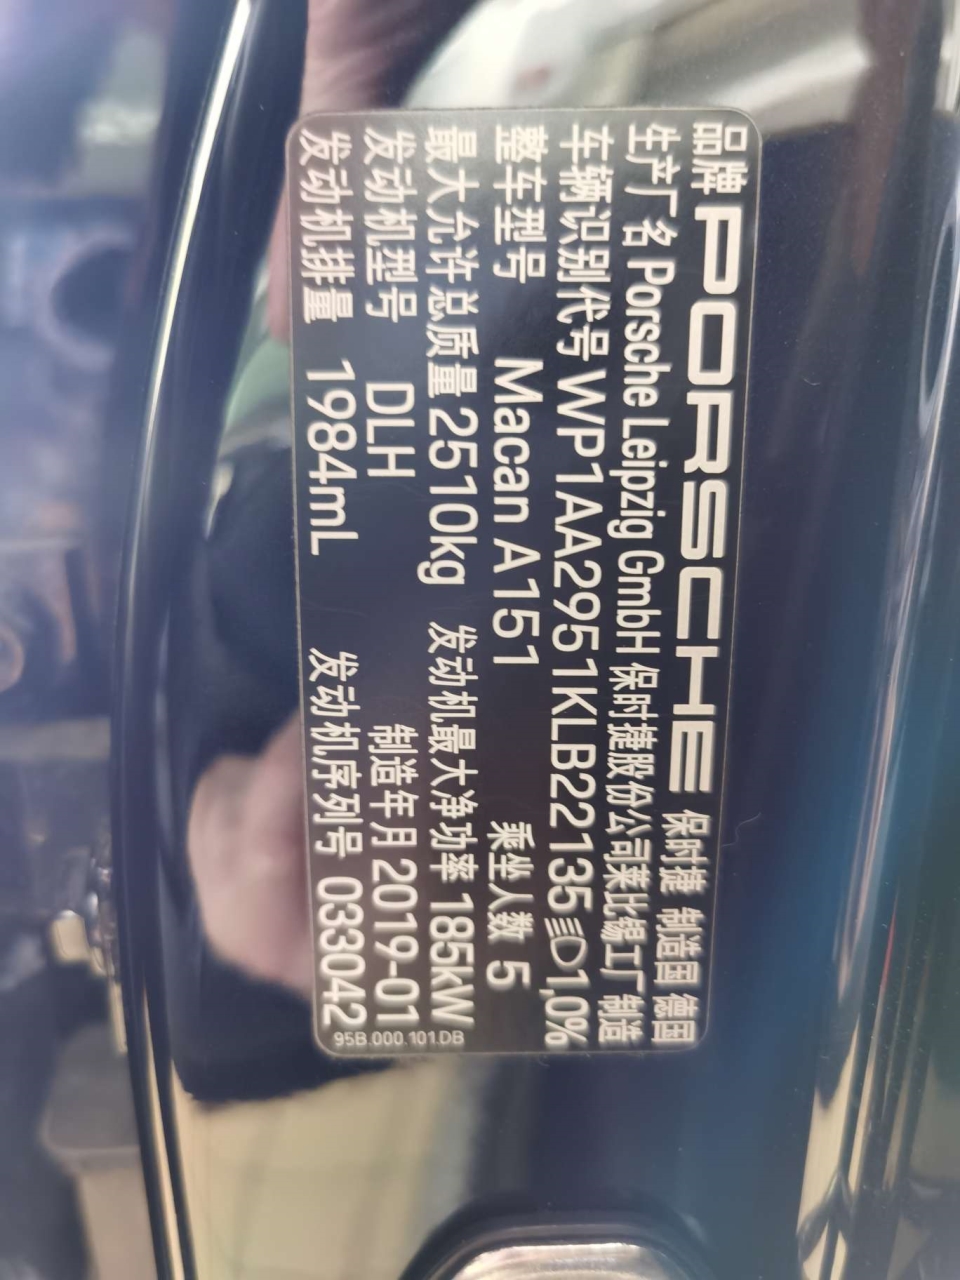 品牌 PORSCHE 保时捷 制造国 德国
生产厂名 Porsche Leipzig GmbH 保时捷股份公司莱比锡工厂制造
车辆识别代号 WP1AA2951KLB22135 1,0%
整车型号 Macan A151 乘坐人数 5
最大允许总质量 2510kg 发动机最大净功率 185kW
发动机型号 DLH 制造年月 2019-01
发动机排量 1984mL 发动机序列号 033042
95B.000.101.DB